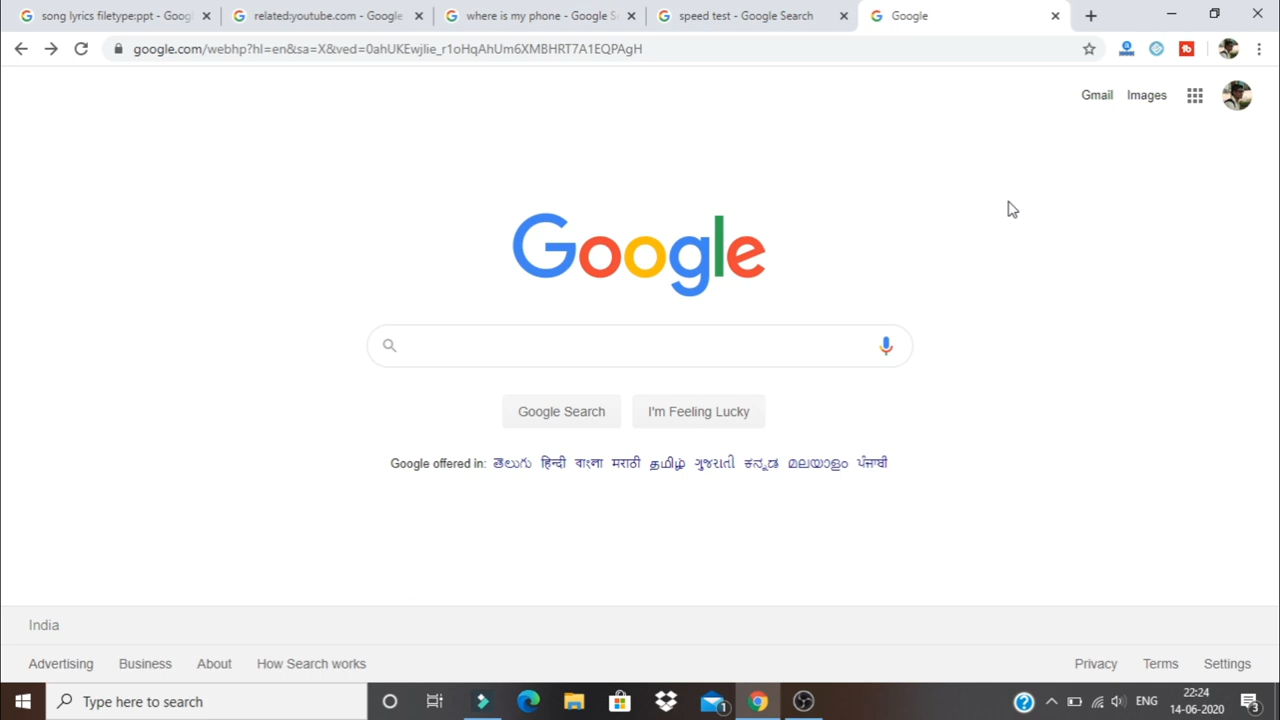 song lyrics filetype:ppt - Goog
related:youtube.com - Google
where is my phone - Google S
speed test - Google Search
Google
google.com/webhp?hl=en&sa=X&ved=0ahUKEwjlie_r1oHqAhUm6XMBHRT7A1EQPAgH
Gmail Images
Google
Google Search I'm Feeling Lucky
Google offered in: తెలుగు हिन्दी বাংলা मराठी தமிழ் ગુજરાતી ಕನ್ನಡ മലയാളം ਪੰਜਾਬੀ
India
Advertising Business About How Search works Privacy Terms Settings
Type here to search
1
ENG
22:24
14-06-2020
3